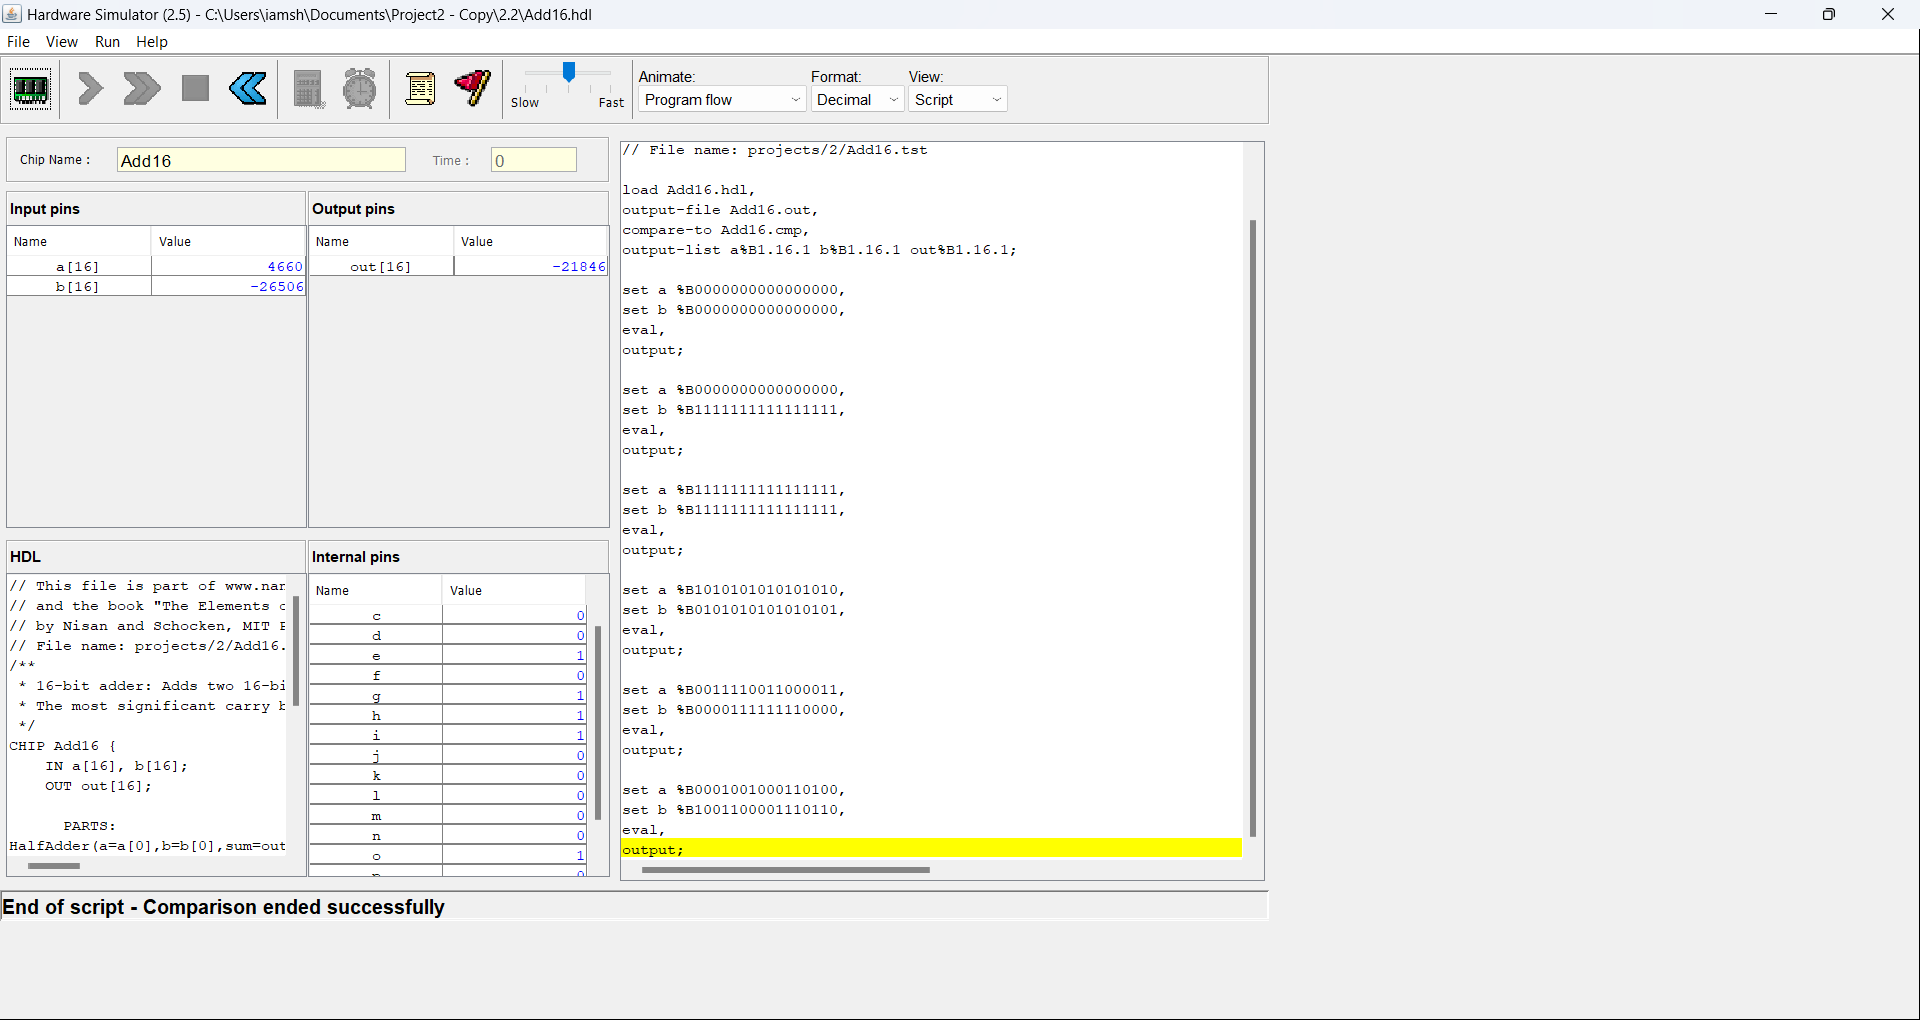 Hardware Simulator (2.5) - C:\Users\iamsh\Documents\Project2 - Copy\2.2\Add16.hdl
File View Run Help
Slow Fast
Animate: Format: View:
Program flow Decimal Script
Chip Name : Add16 Time : 0
Input pins
Name Value
a[16] 4660
b[16] -26506
Output pins
Name Value
out[16] -21846
HDL
// This file is part of www.nan
// and the book "The Elements o
// by Nisan and Schocken, MIT P
// File name: projects/2/Add16.
/**
* 16-bit adder: Adds two 16-bi
* The most significant carry b
*/
CHIP Add16 {
IN a[16], b[16];
OUT out[16];
PARTS:
HalfAdder(a=a[0],b=b[0],sum=out
Internal pins
Name Value
c 0
d 0
e 1
f 0
g 1
h 1
i 1
j 0
k 0
l 0
m 0
n 0
o 1
// File name: projects/2/Add16.tst
load Add16.hdl,
output-file Add16.out,
compare-to Add16.cmp,
output-list a%B1.16.1 b%B1.16.1 out%B1.16.1;
set a %B0000000000000000,
set b %B0000000000000000,
eval,
output;
set a %B0000000000000000,
set b %B1111111111111111,
eval,
output;
set a %B1111111111111111,
set b %B1111111111111111,
eval,
output;
set a %B1010101010101010,
set b %B0101010101010101,
eval,
output;
set a %B0011110011000011,
set b %B0000111111110000,
eval,
output;
set a %B0001001000110100,
set b %B1001100001110110,
eval,
output;
End of script - Comparison ended successfully